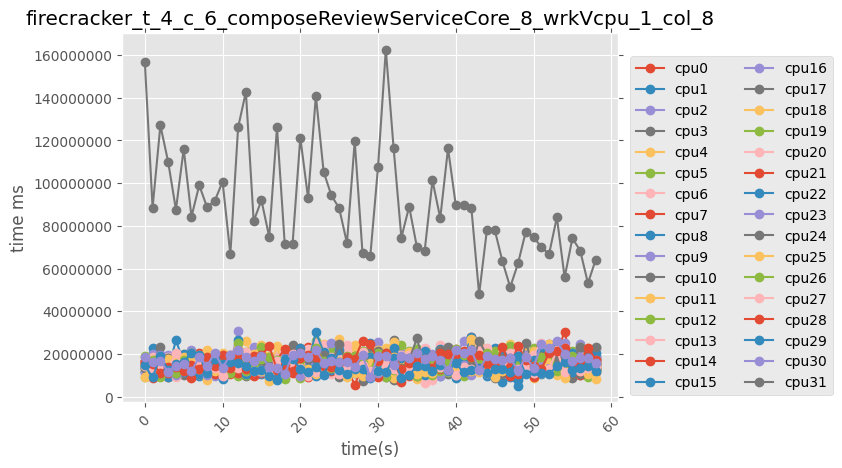 firecracker_t_4_c_6_composeReviewServiceCore_8_wrkVcpu_1_col_8
time ms
160000000
140000000
120000000
100000000
80000000
60000000
40000000
20000000
0
0 10 20 30 40 50 60
time(s)
cpu0 cpu16
cpu1 cpu17
cpu2 cpu18
cpu3 cpu19
cpu4 cpu20
cpu5 cpu21
cpu6 cpu22
cpu7 cpu23
cpu8 cpu24
cpu9 cpu25
cpu10 cpu26
cpu11 cpu27
cpu12 cpu28
cpu13 cpu29
cpu14 cpu30
cpu15 cpu31